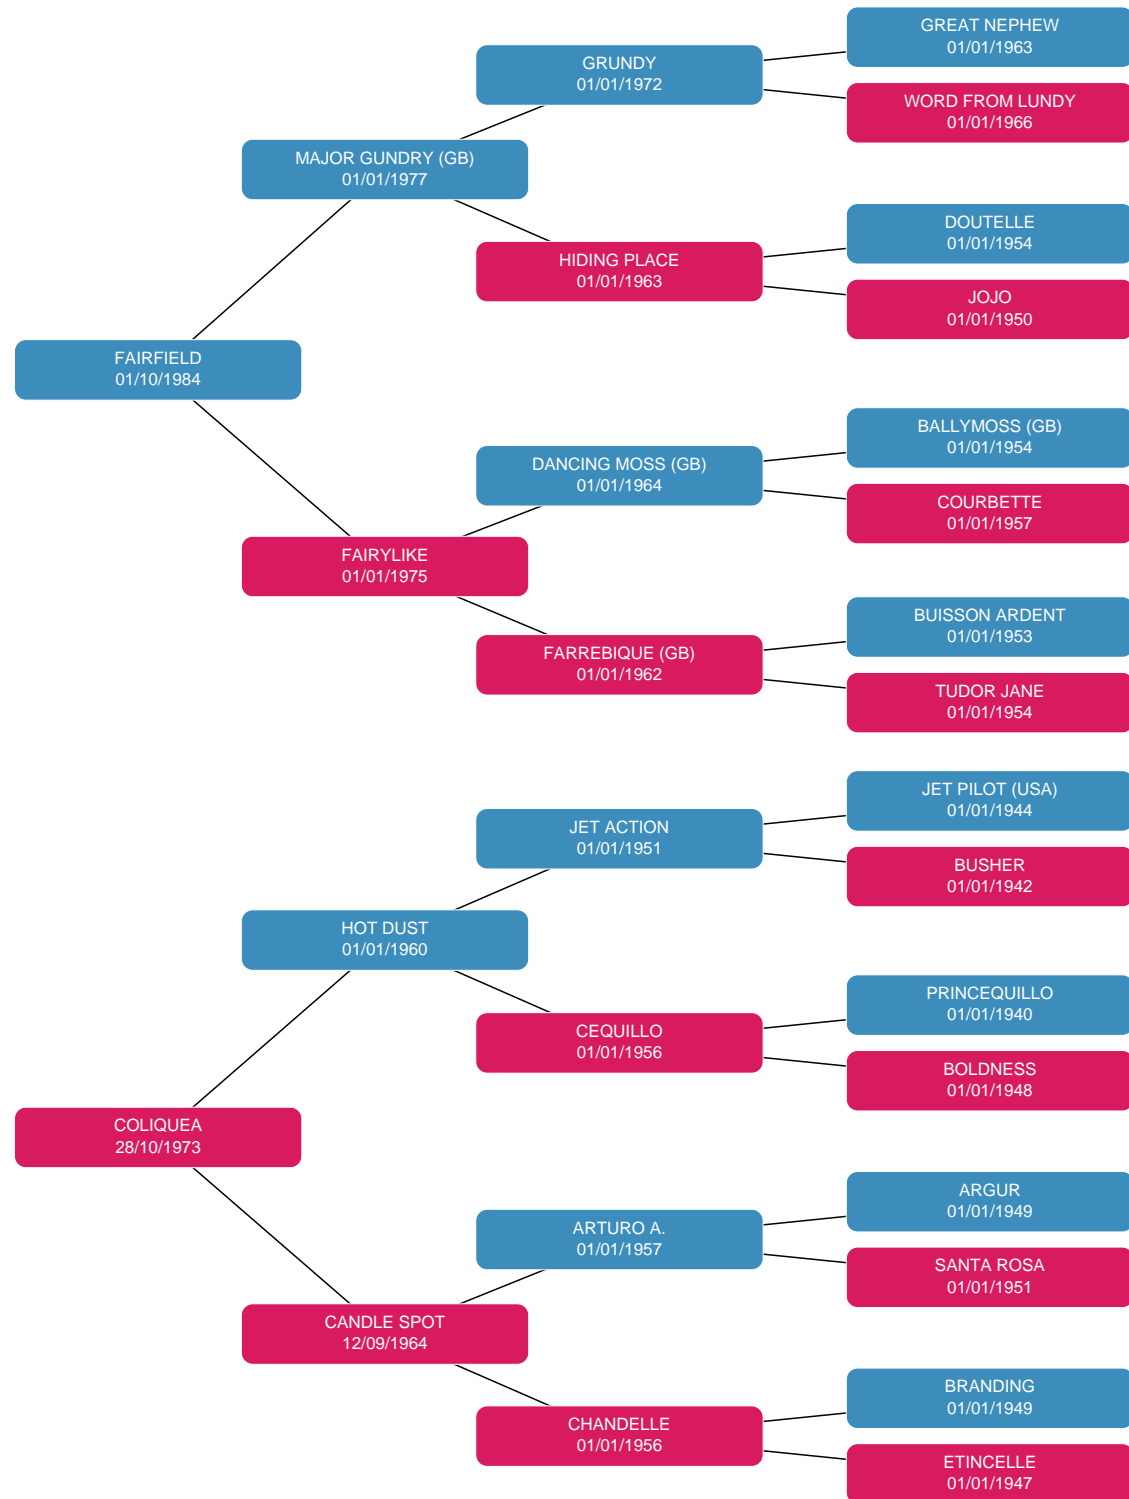 GREAT NEPHEW
01/01/1963
GRUNDY
01/01/1972
WORD FROM LUNDY
01/01/1966
MAJOR GUNDRY (GB)
01/01/1977
DOUTELLE
01/01/1954
HIDING PLACE
01/01/1963
JOJO
01/01/1950
FAIRFIELD
01/10/1984
BALLYMOSS (GB)
01/01/1954
DANCING MOSS (GB)
01/01/1964
COURBETTE
01/01/1957
FAIRYLIKE
01/01/1975
BUISSON ARDENT
01/01/1953
FARREBIQUE (GB)
01/01/1962
TUDOR JANE
01/01/1954
JET PILOT (USA)
01/01/1944
JET ACTION
01/01/1951
BUSHER
01/01/1942
HOT DUST
01/01/1960
PRINCEQUILLO
01/01/1940
CEQUILLO
01/01/1956
BOLDNESS
01/01/1948
COLIQUEA
28/10/1973
ARGUR
01/01/1949
ARTURO A.
01/01/1957
SANTA ROSA
01/01/1951
CANDLE SPOT
12/09/1964
BRANDING
01/01/1949
CHANDELLE
01/01/1956
ETINCELLE
01/01/1947